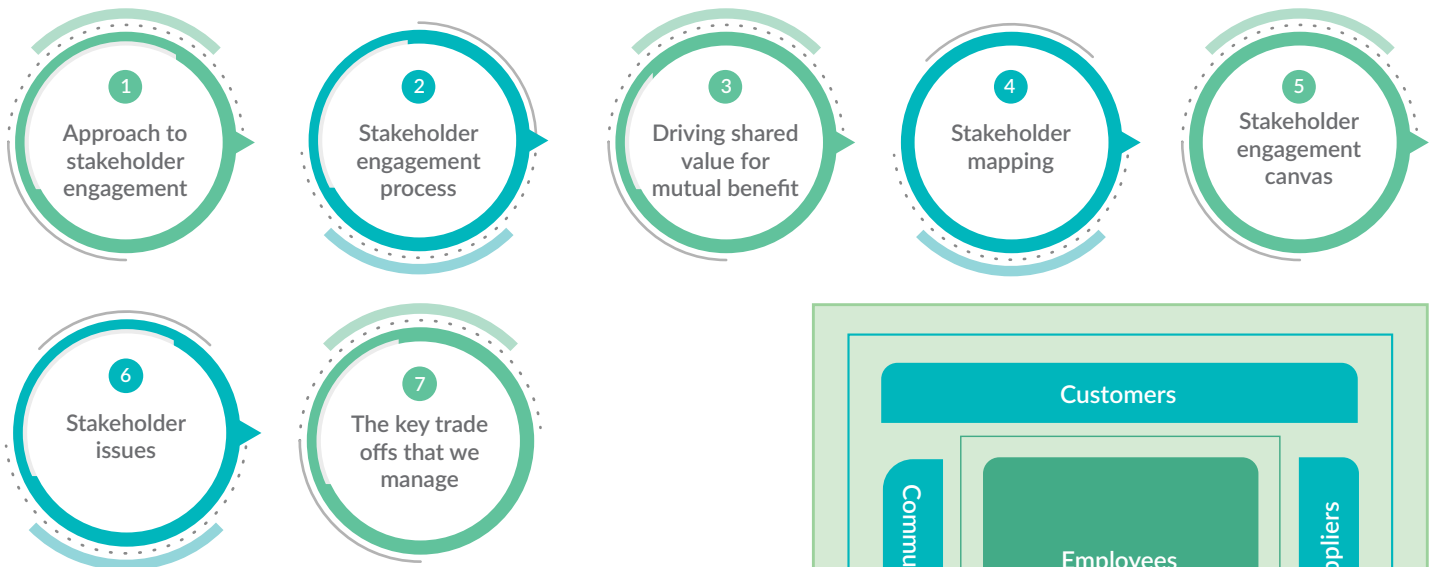 1
Approach to
stakeholder
engagement
2
Stakeholder
engagement
process
3
Driving shared
value for
mutual benefit
4
Stakeholder
mapping
5
Stakeholder
engagement
canvas
6
Stakeholder
issues
7
The key trade
offs that we
manage
Customers
Employees